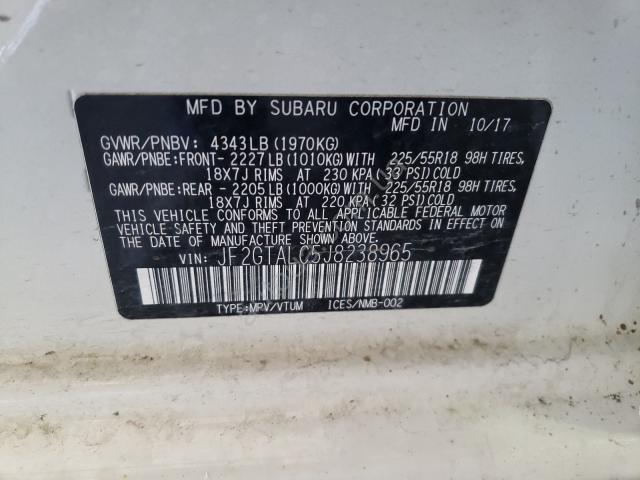 MFD BY SUBARU CORPORATION
MFD IN 10/17
GVWR/PNBV: 4343LB (1970KG)
GAWR/PNBE:FRONT- 2227 LB (1010KG) WITH 225/55R18 98H TIRES,
18X7J RIMS AT 230 KPA (33 PSI) COLD
GAWR/PNBE:REAR - 2205 LB (1000KG) WITH 225/55R18 98H TIRES,
18X7J RIMS AT 220 KPA (32 PSI) COLD
THIS VEHICLE CONFORMS TO ALL APPLICABLE FEDERAL MOTOR
VEHICLE SAFETY AND THEFT PREVENTION STANDARDS IN EFFECT
ON THE DATE OF MANUFACTURE SHOWN ABOVE.
VIN: JF2GTALC5J8238965
TYPE:MPV/VTUM ICES/NMB-002